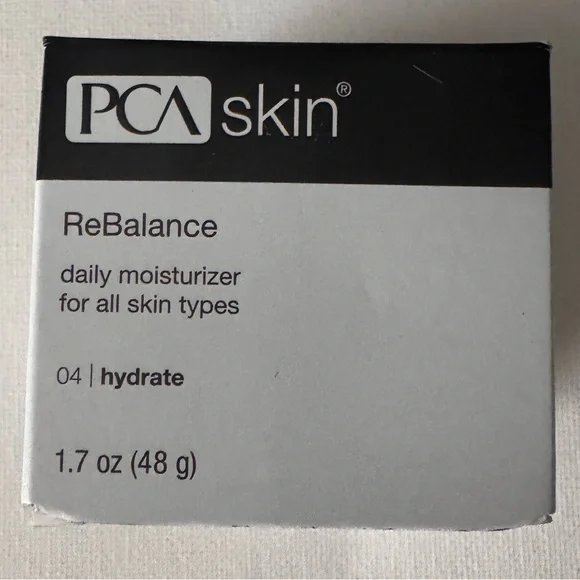 PCA skin®
ReBalance
daily moisturizer
for all skin types
04 | hydrate
1.7 oz (48 g)